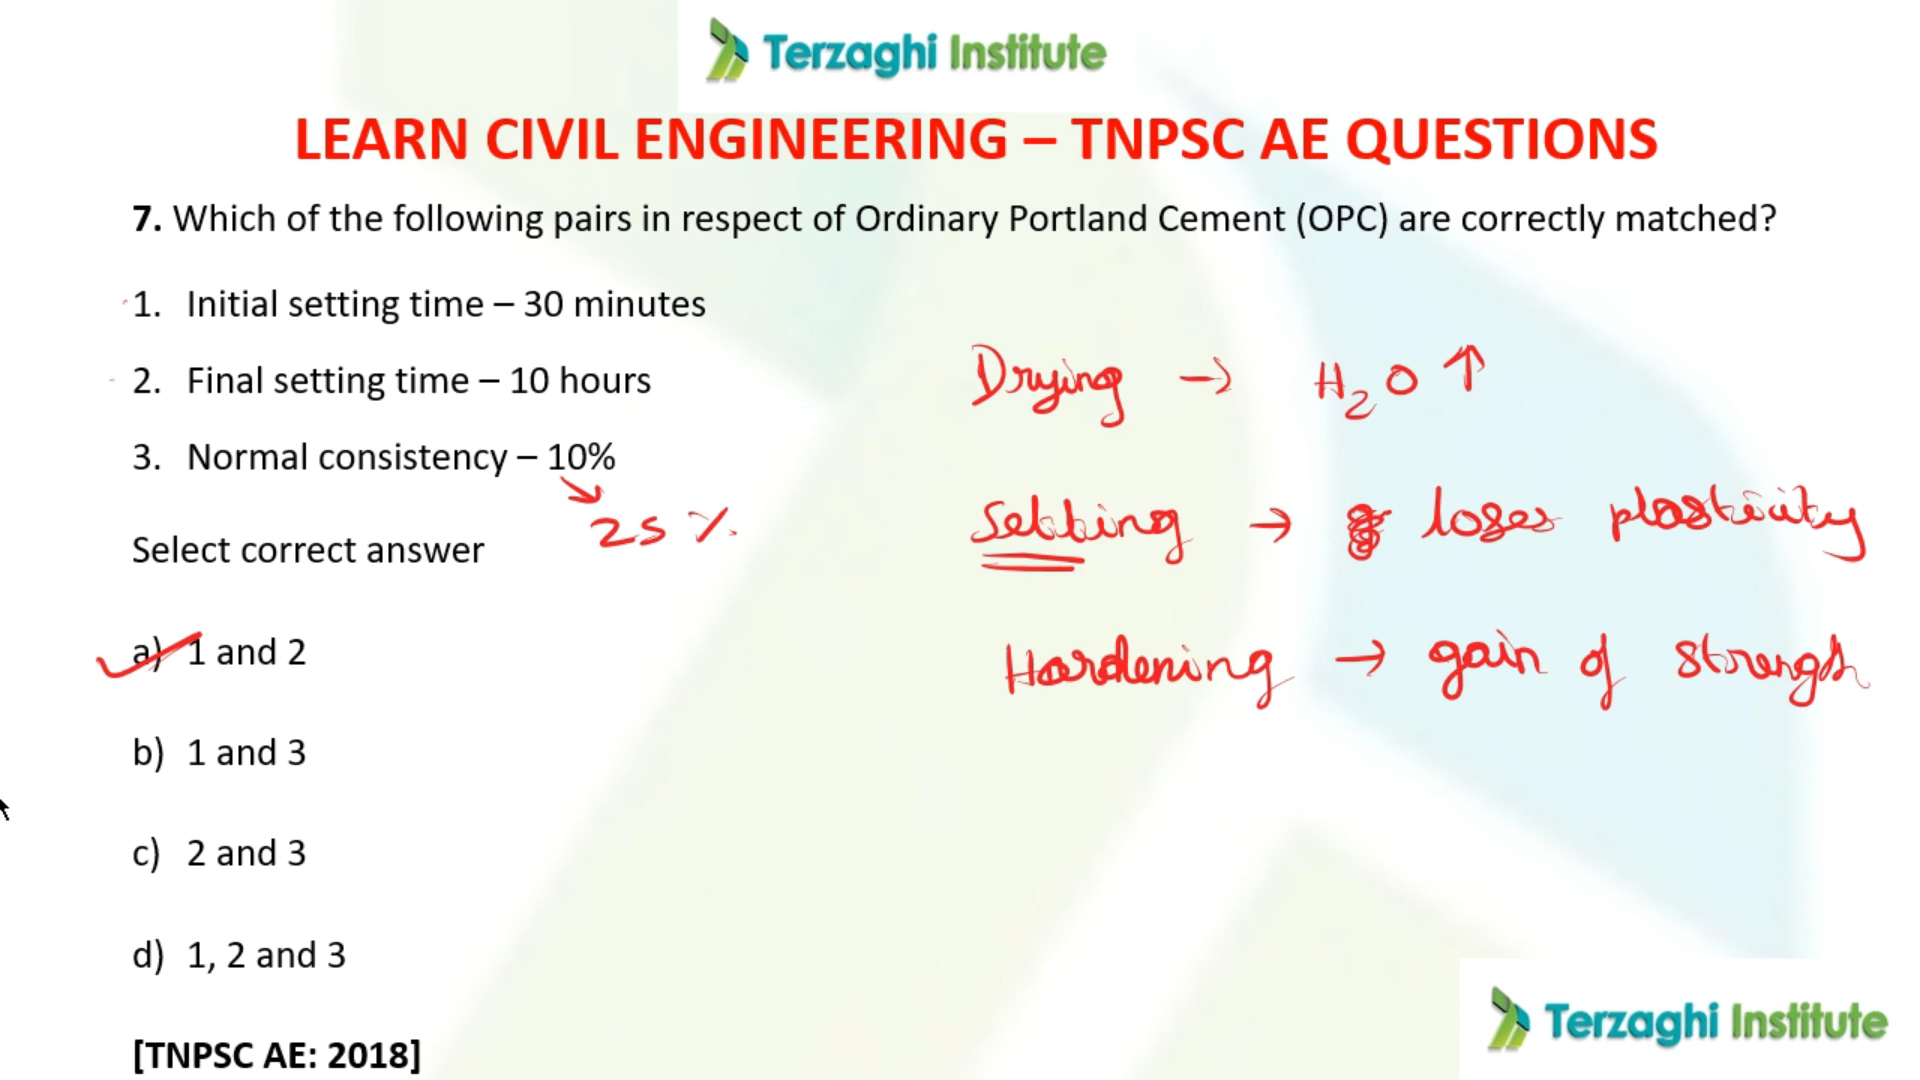 Terzaghi Institute
LEARN CIVIL ENGINEERING – TNPSC AE QUESTIONS
7. Which of the following pairs in respect of Ordinary Portland Cement (OPC) are correctly matched?
1. Initial setting time – 30 minutes
2. Final setting time – 10 hours
3. Normal consistency – 10%
25 %.
Select correct answer
a) 1 and 2
b) 1 and 3
c) 2 and 3
d) 1, 2 and 3
[TNPSC AE: 2018]
Drying → H₂O ↑
Setting → loses plasticity
Hardening → gain of strength
Terzaghi Institute